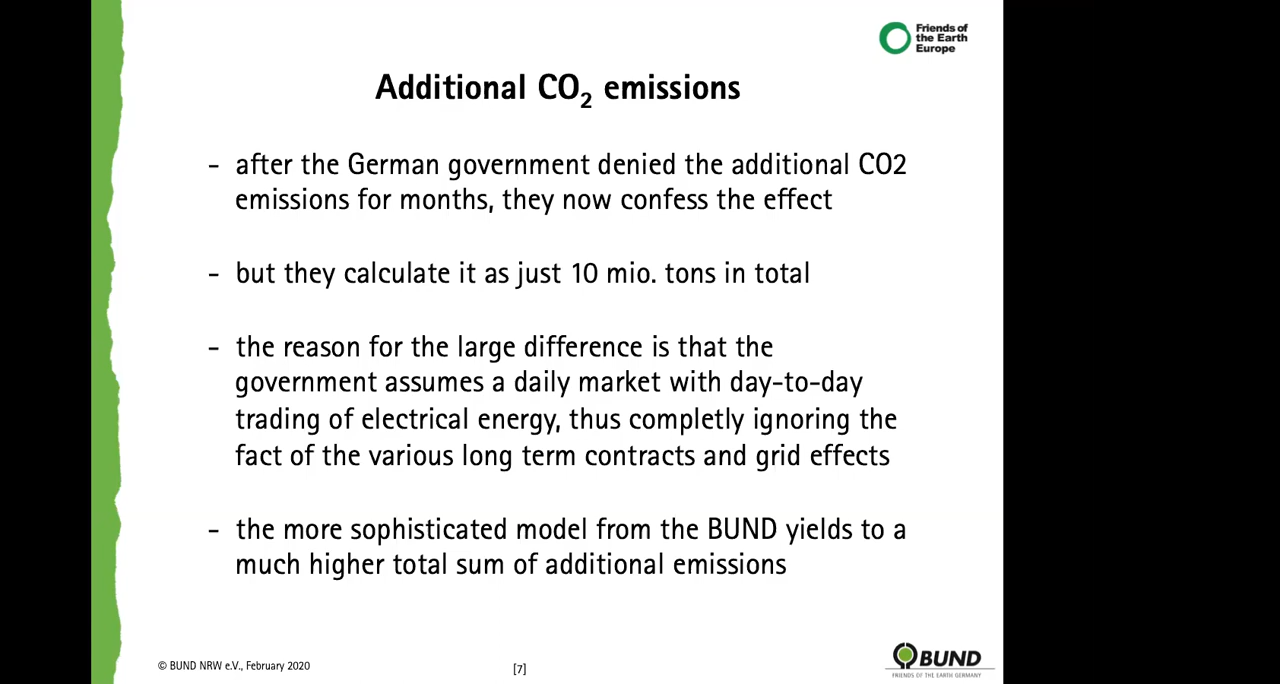 Friends of
the Earth
Europe
Additional CO₂ emissions
- after the German government denied the additional CO2
emissions for months, they now confess the effect
- but they calculate it as just 10 mio. tons in total
- the reason for the large difference is that the
government assumes a daily market with day-to-day
trading of electrical energy, thus completly ignoring the
fact of the various long term contracts and grid effects
- the more sophisticated model from the BUND yields to a
much higher total sum of additional emissions
© BUND NRW e.V., February 2020
[7]
BUND
FRIENDS OF THE EARTH GERMANY